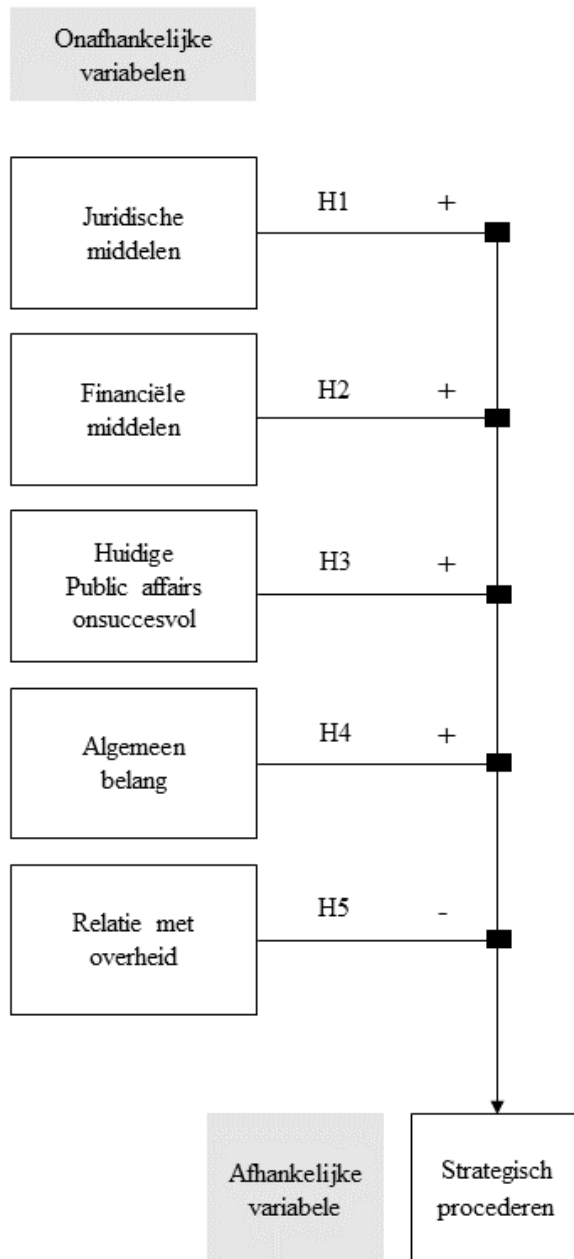 Onafhankelijke
variabelen
Juridische
middelen
H1 +
Financiële
middelen
H2 +
Huidige
Public affairs
onsuccesvol
H3 +
Algemeen
belang
H4 +
Relatie met
overheid
H5 -
Afhankelijke
variabele
Strategisch
procederen